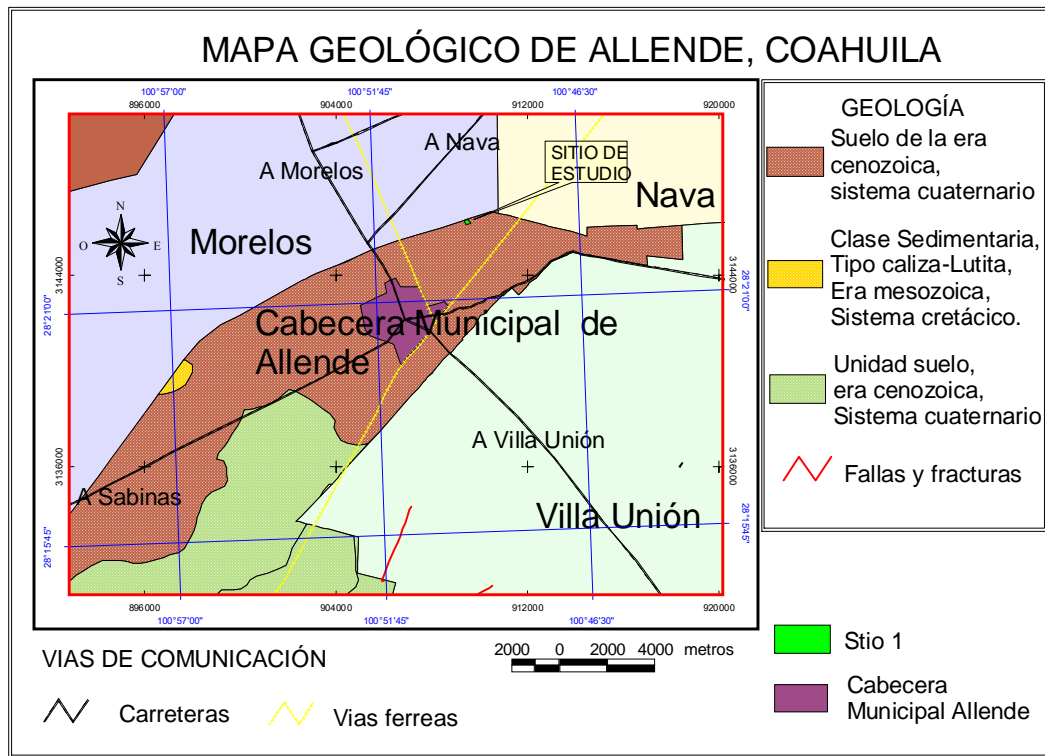 MAPA GEOLÓGICO DE ALLENDE, COAHUILA
100°57'00"
100°51'45"
100°46'30"
896000
904000
912000
920000
A Nava
A Morelos
SITIO DE
ESTUDIO
Nava
Morelos
N
O
E
S
3144000
3144000
28°21'00"
28°21'00"
Cabecera Municipal de
Allende
A Villa Unión
3136000
3136000
A Sabinas
Villa Unión
28°15'45"
28°15'45"
896000
904000
912000
920000
100°57'00"
100°51'45"
100°46'30"
GEOLOGÍA
Suelo de la era
cenozoica,
sistema cuaternario
Clase Sedimentaria,
Tipo caliza-Lutita,
Era mesozoica,
Sistema cretácico.
Unidad suelo,
era cenozoica,
Sistema cuaternario
Fallas y fracturas
Stio 1
Cabecera
Municipal Allende
VIAS DE COMUNICACIÓN
Carreteras
Vias ferreas
2000 0 2000 4000 metros